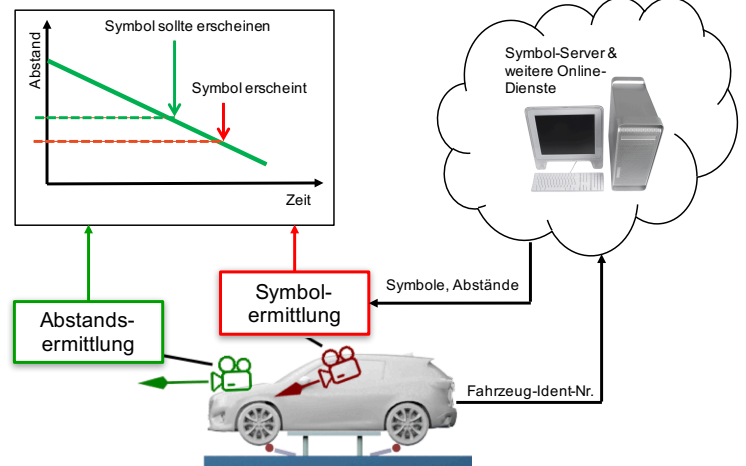 Symbol sollte erscheinen
Abstand
Symbol erscheint
Zeit
Symbol-Server &
weitere Online-
Dienste
Symbole, Abstände
Symbol-
ermittlung
Abstands-
ermittlung
Fahrzeug-Ident-Nr.